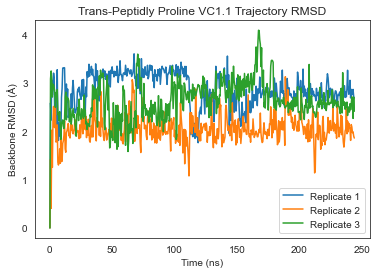 Trans-Peptidly Proline VC1.1 Trajectory RMSD
Backbone RMSD (Å)
4
3
2
1
0
0 50 100 150 200 250
Time (ns)
Replicate 1
Replicate 2
Replicate 3